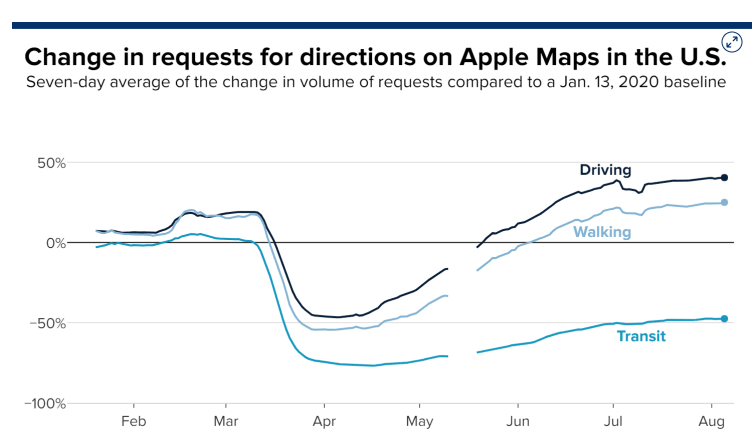 Change in requests for directions on Apple Maps in the U.S.
Seven-day average of the change in volume of requests compared to a Jan. 13, 2020 baseline
50%
Driving
Walking
0%
−50%
Transit
−100%
Feb Mar Apr May Jun Jul Aug